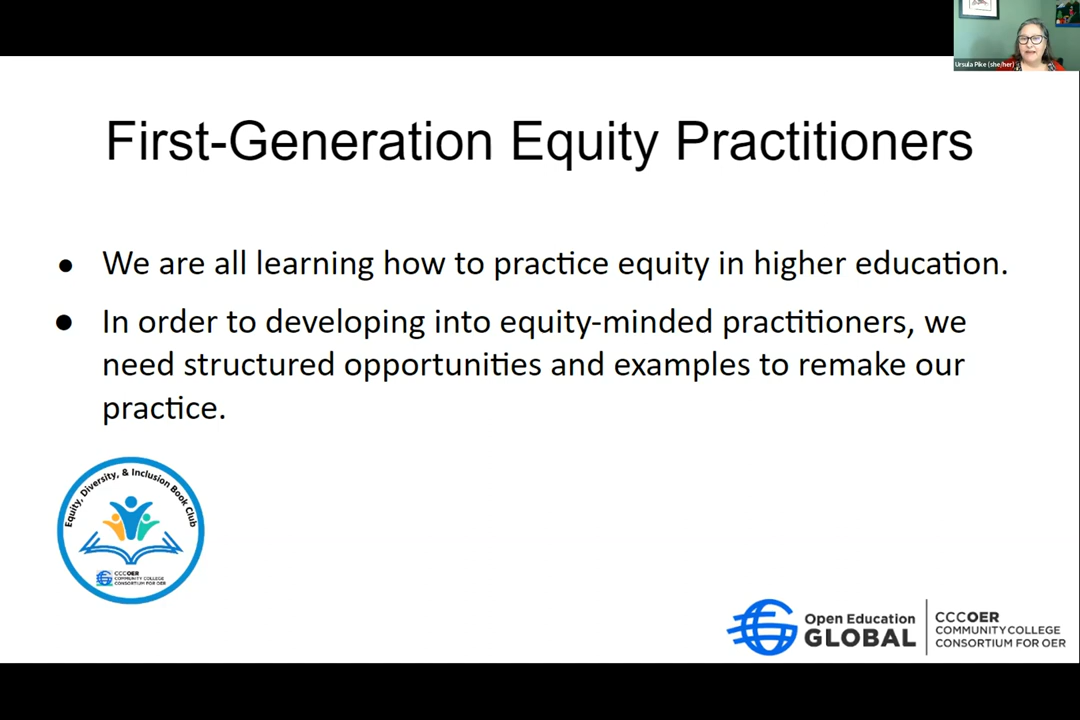 Ursula Pike (she/her)
First-Generation Equity Practitioners
• We are all learning how to practice equity in higher education.
• In order to developing into equity-minded practitioners, we
need structured opportunities and examples to remake our
practice.
Equity, Diversity, & Inclusion Book Club
CCCOER
COMMUNITY COLLEGE
CONSORTIUM FOR OER
Open Education
GLOBAL
CCCOER
COMMUNITY COLLEGE
CONSORTIUM FOR OER